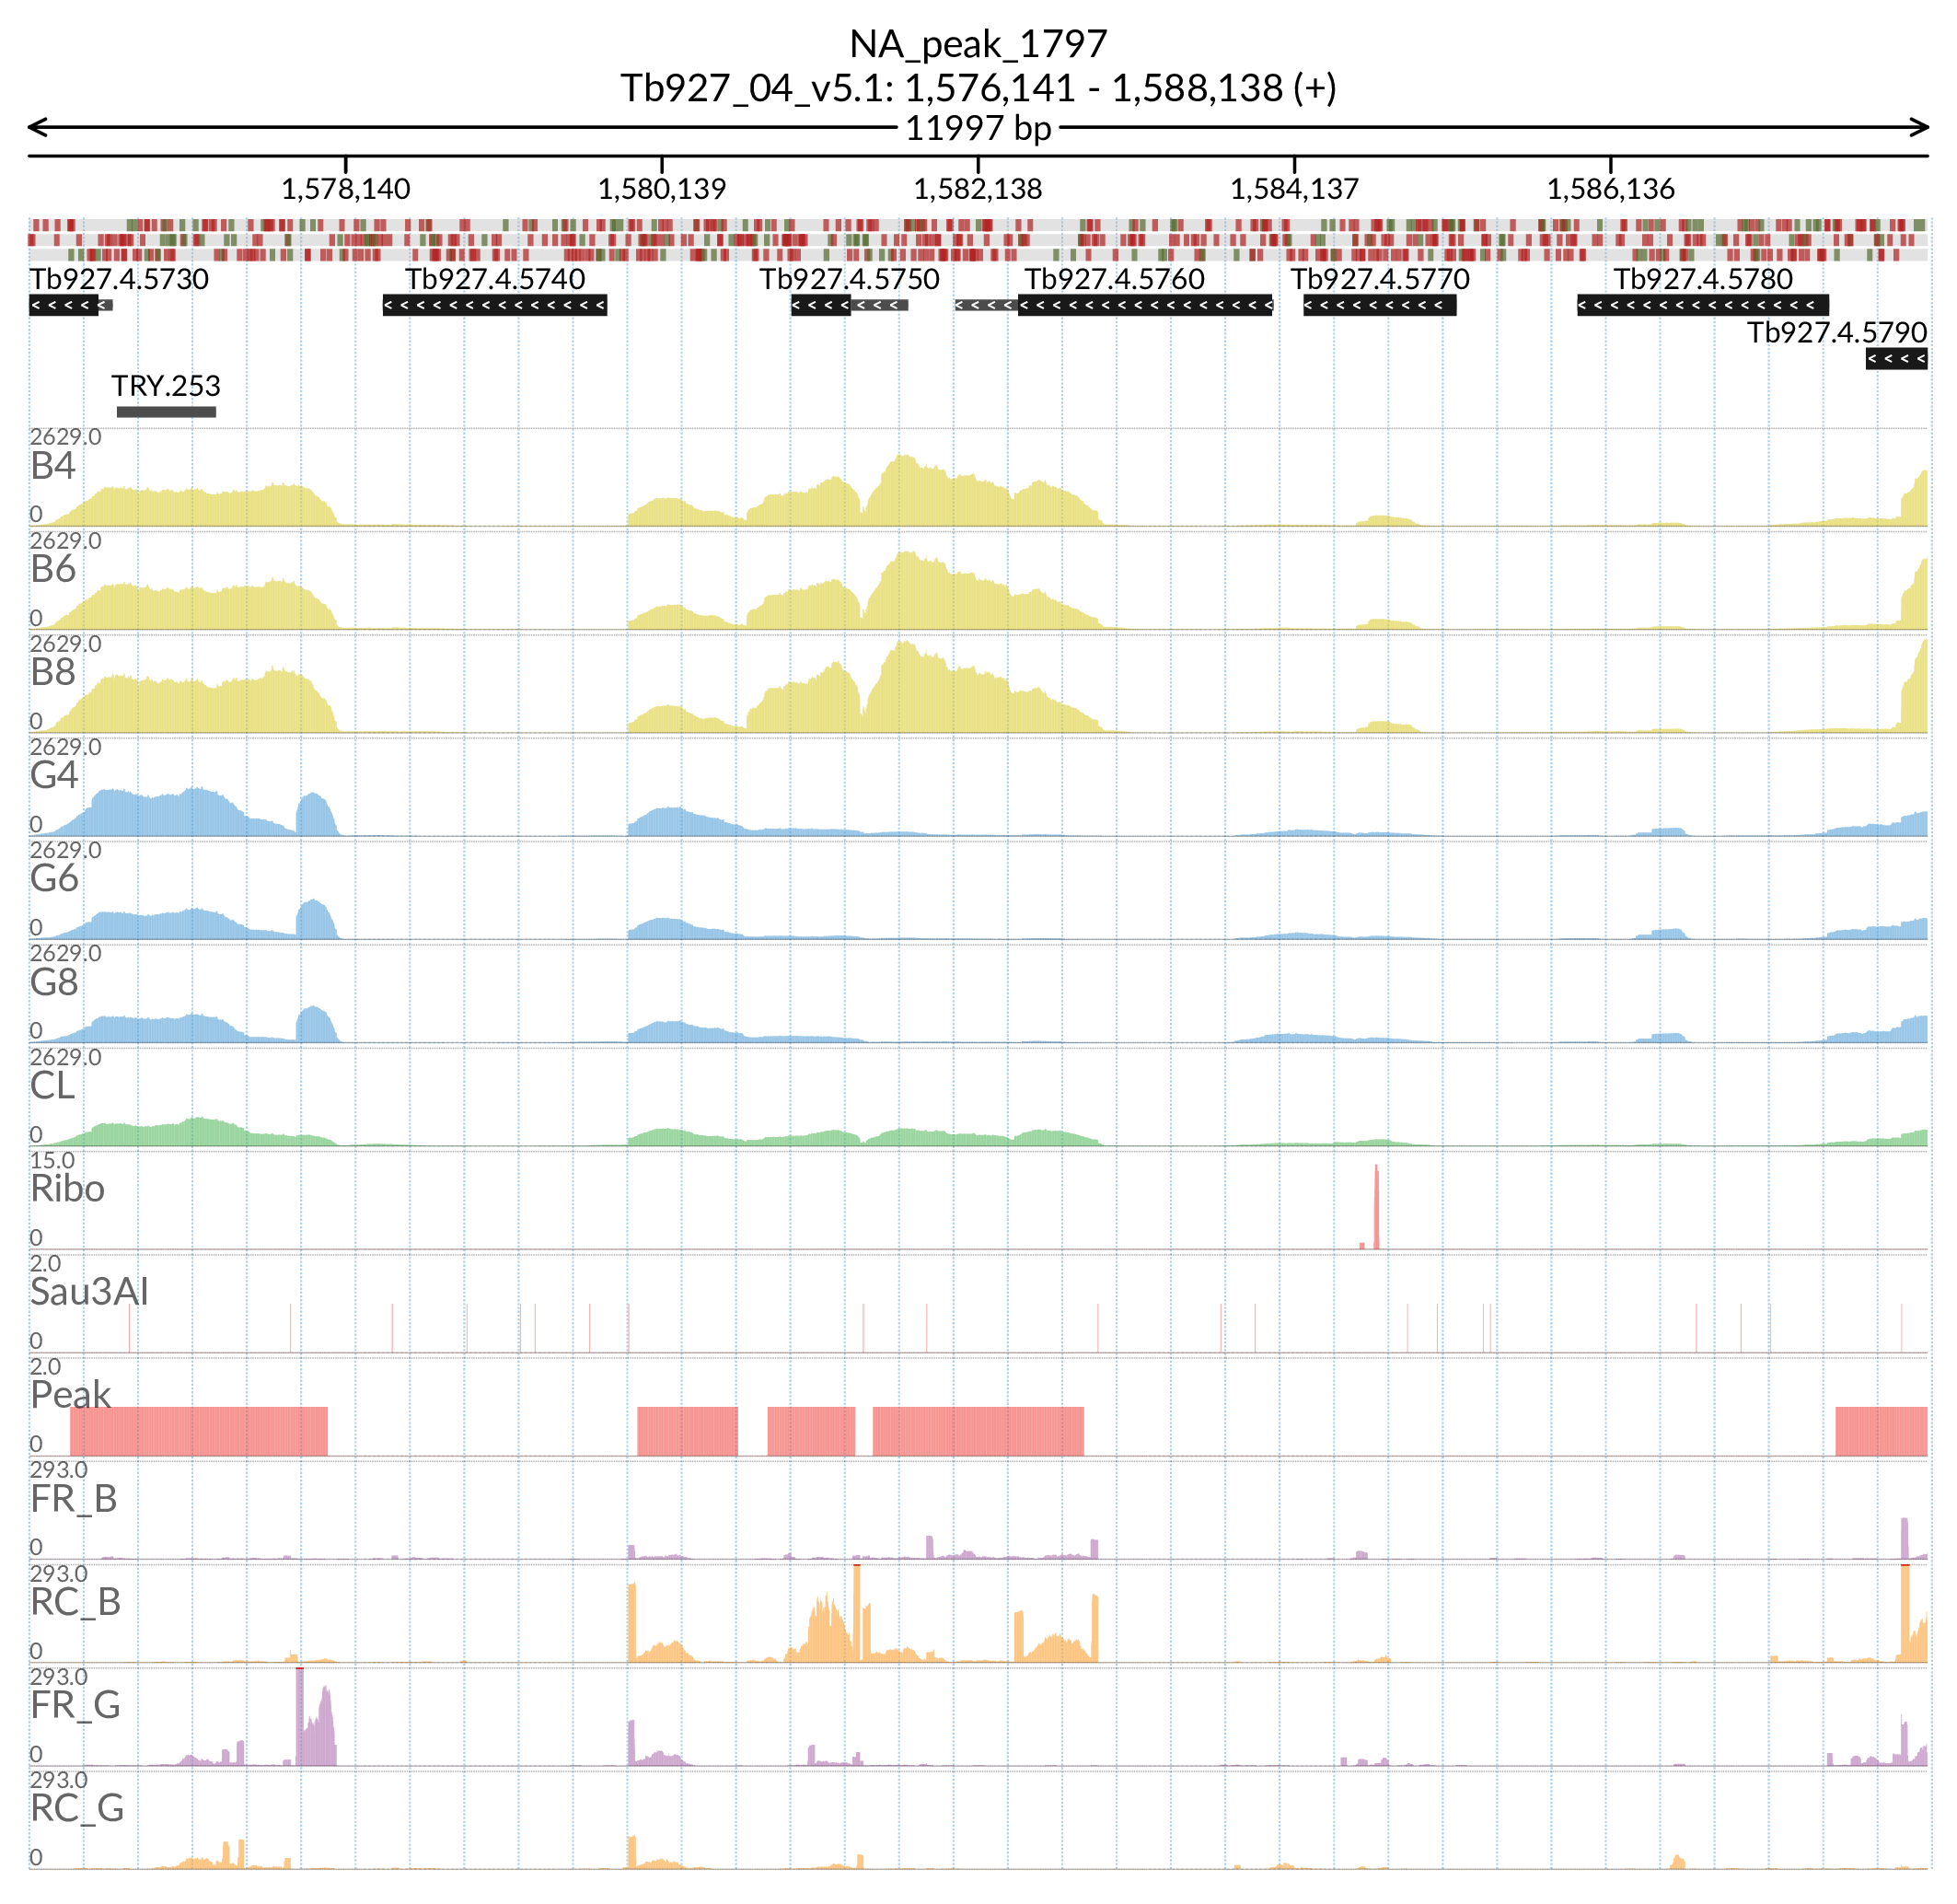 NA_peak_1797
Tb927_04_v5.1: 1,576,141 - 1,588,138 (+)
11997 bp
1,578,140 1,580,139 1,582,138 1,584,137 1,586,136
Tb927.4.5730 Tb927.4.5740 Tb927.4.5750 Tb927.4.5760 Tb927.4.5770 Tb927.4.5780
Tb927.4.5790
TRY.253
2629.0
B4
0
2629.0
B6
0
2629.0
B8
0
2629.0
G4
0
2629.0
G6
0
2629.0
G8
0
2629.0
CL
0
15.0
Ribo
0
2.0
Sau3AI
0
2.0
Peak
0
293.0
FR_B
0
293.0
RC_B
0
293.0
FR_G
0
293.0
RC_G
0